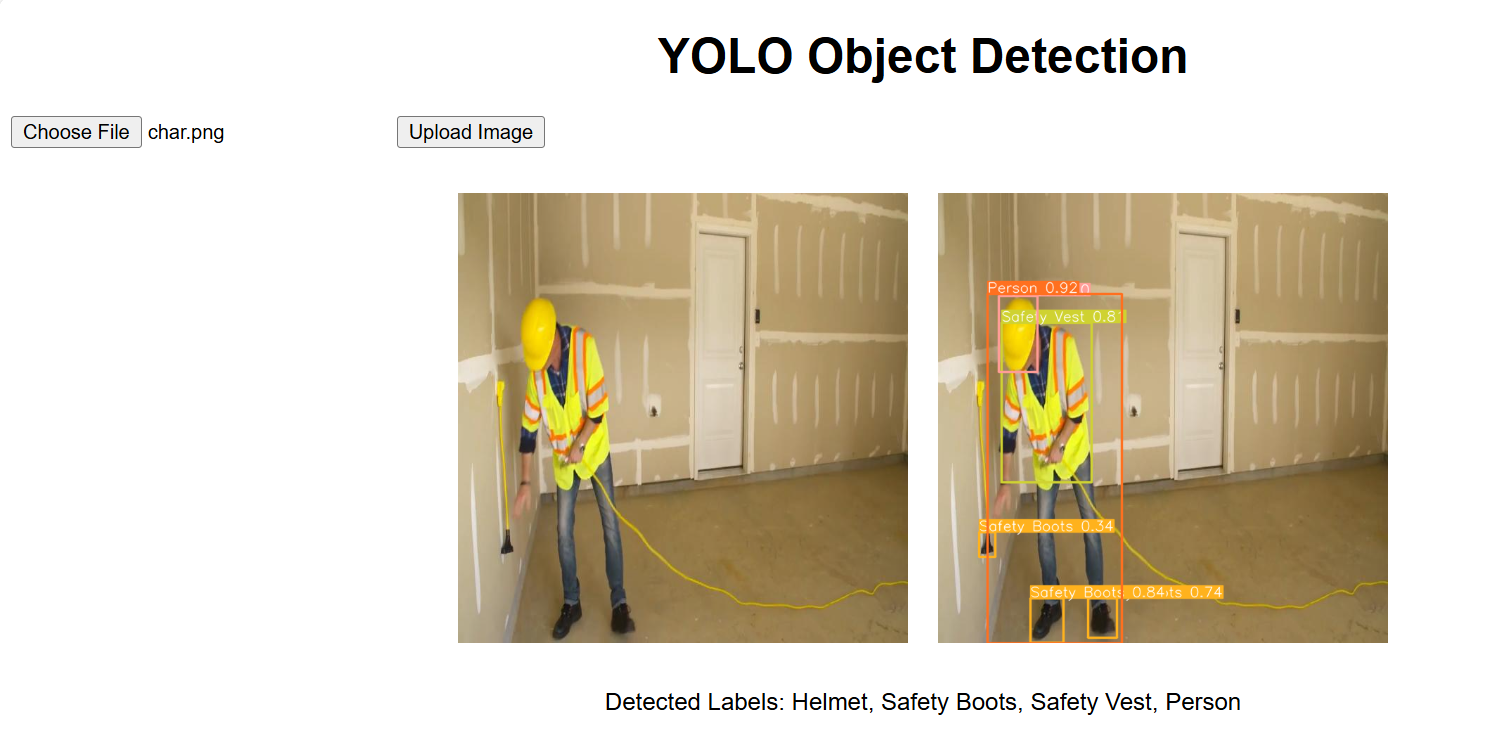 YOLO Object Detection
Choose File char.png
Upload Image
Person 0.92
Safety Vest 0.8
Safety Boots 0.34
Safety Boots 0.84
ts 0.74
Detected Labels: Helmet, Safety Boots, Safety Vest, Person